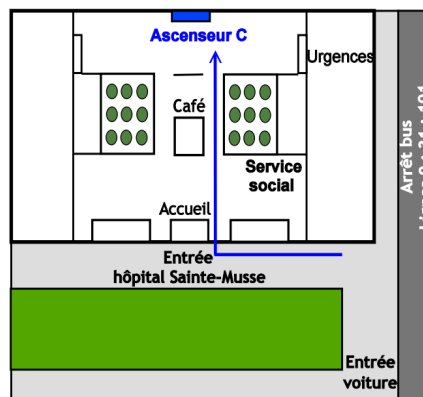 Ascenseur C
Urgences
Café
Service
social
Accueil
Entrée
hôpital Sainte-Musse
Entrée
voiture
Arrêt bus